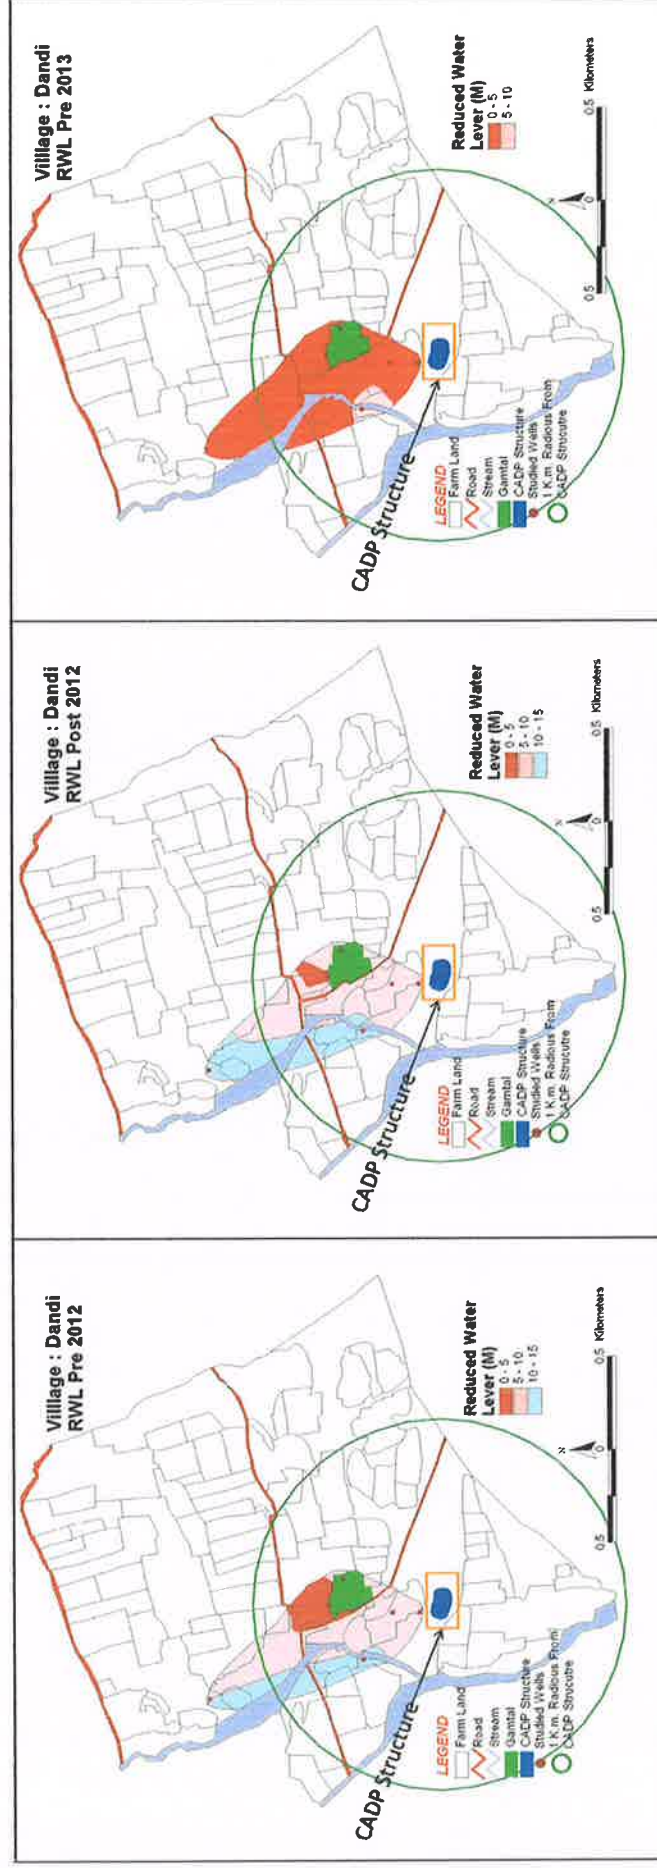 Villlage : Dandi
RWL Pre 2012
Reduced Water
Lever (M)
0 - 5
5 - 10
10 - 15
CADP Structure
LEGEND
Farm Land
Road
Stream
Gamtal
CADP Structure
Studied Wells
1 K.m. Radious From
CADP Strucutre
N
0.5 0 0.5 Kilometers
Villlage : Dandi
RWL Post 2012
Reduced Water
Lever (M)
0 - 5
5 - 10
10 - 15
CADP Structure
LEGEND
Farm Land
Road
Stream
Gamtal
CADP Structure
Studied Wells
1 K.m. Radious From
CADP Strucutre
N
0.5 0 0.5 Kilometers
Villlage : Dandi
RWL Pre 2013
Reduced Water
Lever (M)
0 - 5
5 - 10
CADP Structure
LEGEND
Farm Land
Road
Stream
Gamtal
CADP Structure
Studied Wells
1 K.m. Radious From
CADP Strucutre
N
0.5 0 0.5 Kilometers